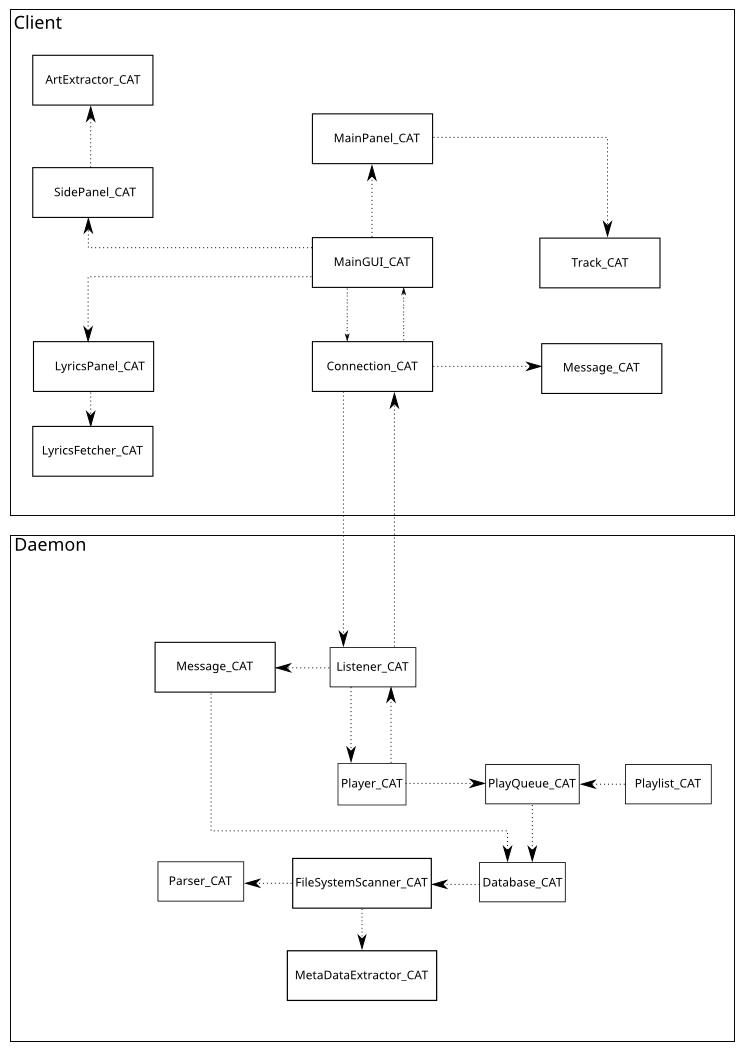 Client
ArtExtractor_CAT
MainPanel_CAT
SidePanel_CAT
MainGUI_CAT
Track_CAT
LyricsPanel_CAT
Connection_CAT
Message_CAT
LyricsFetcher_CAT
Daemon
Message_CAT
Listener_CAT
Player_CAT
PlayQueue_CAT
Playlist_CAT
Parser_CAT
FileSystemScanner_CAT
Database_CAT
MetaDataExtractor_CAT